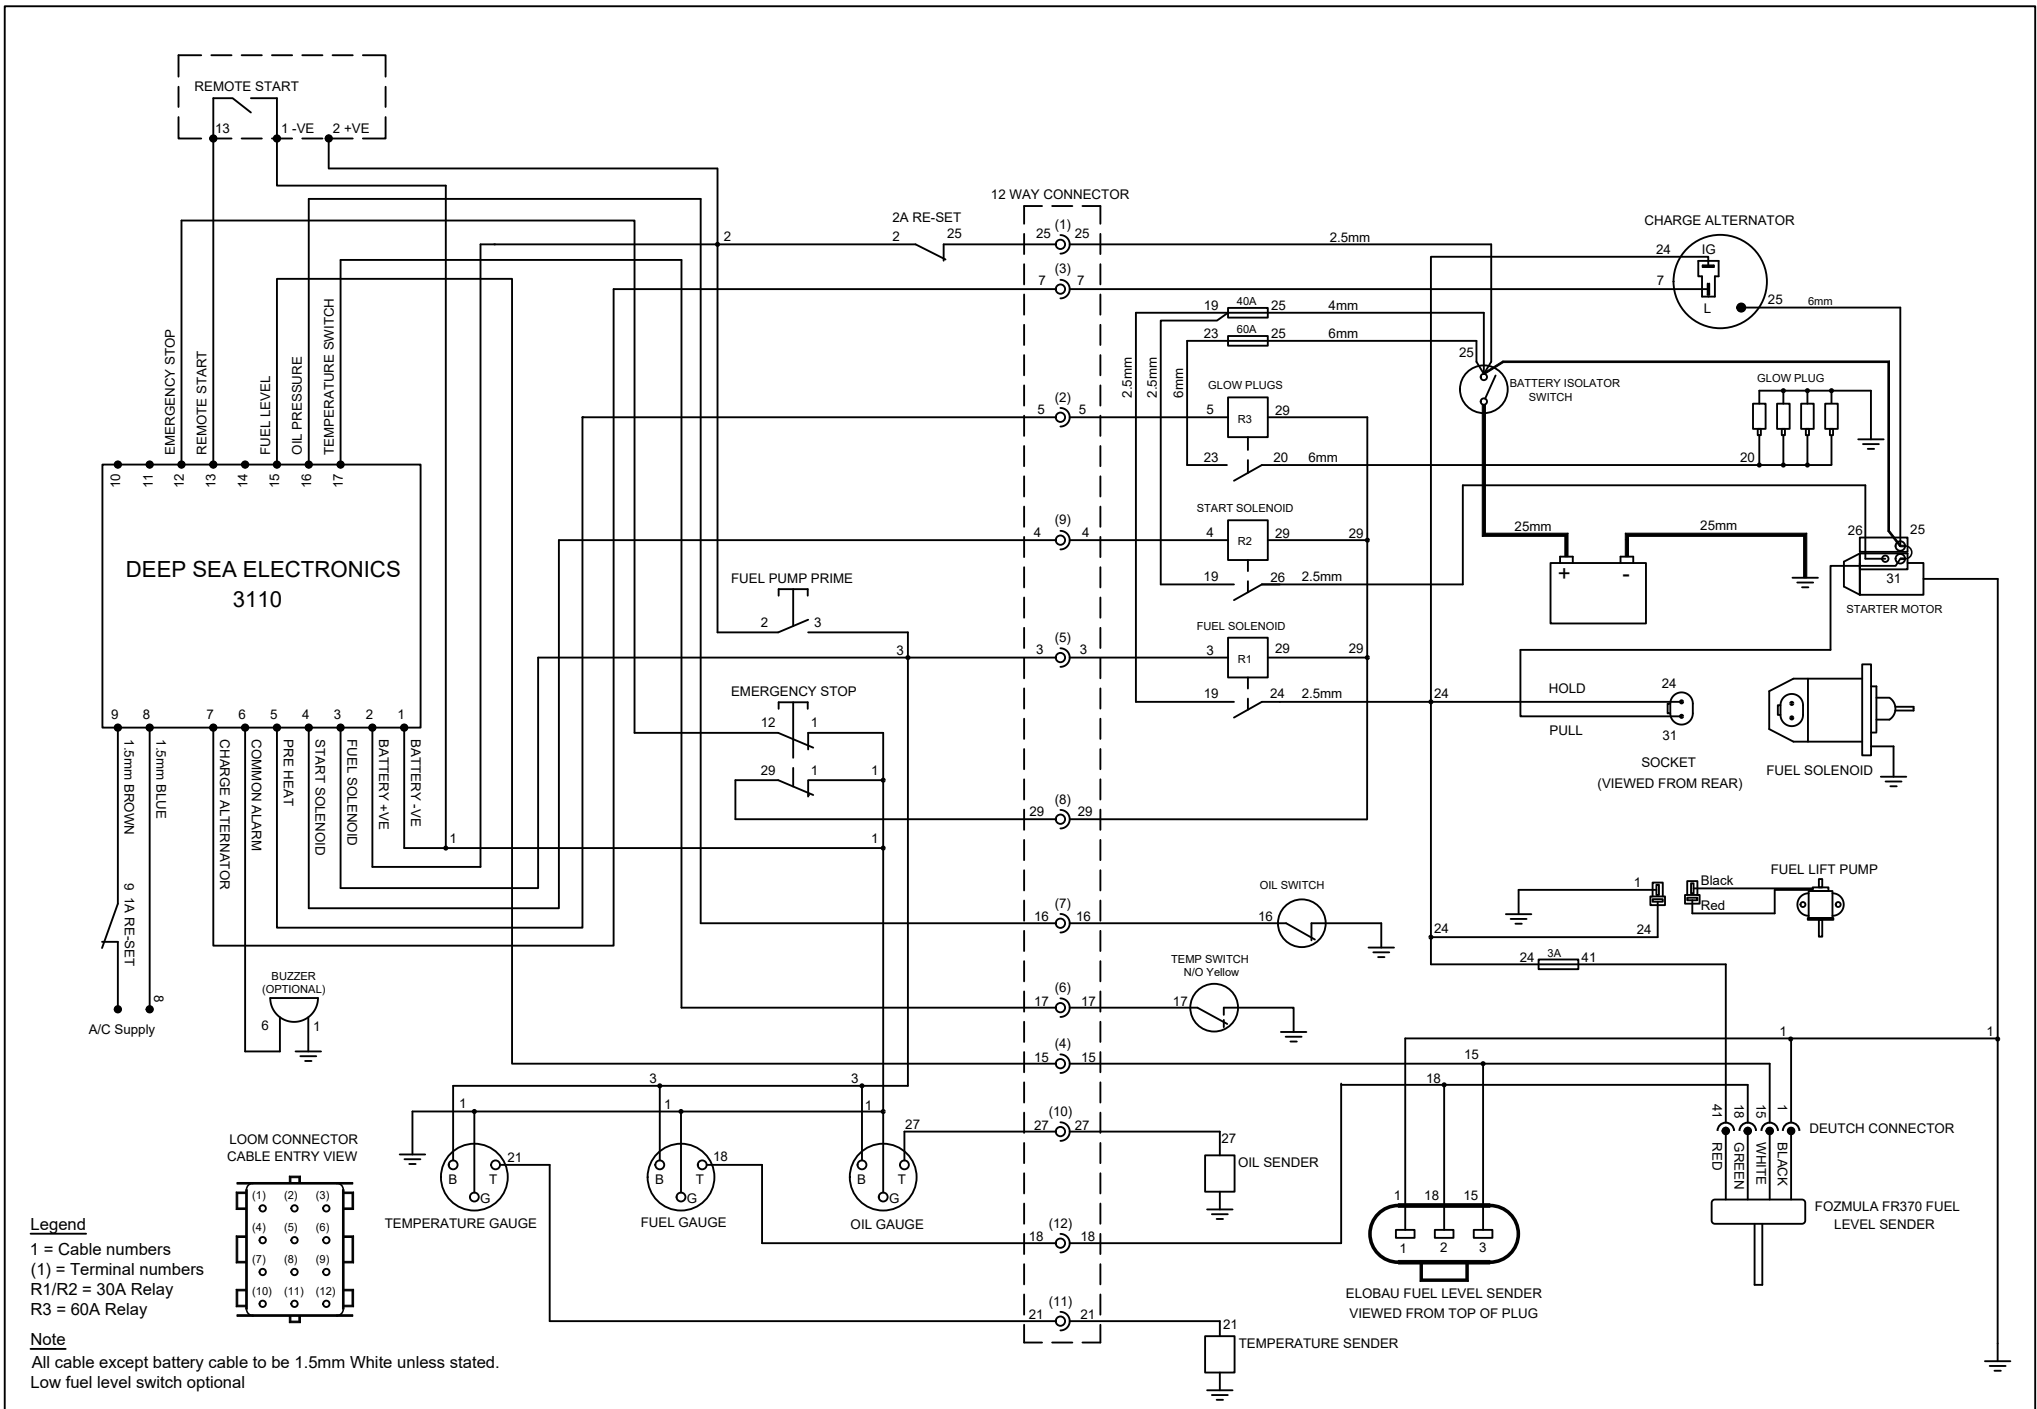 REMOTE START
13
1 -VE
2 +VE
12 WAY CONNECTOR
2A RE-SET
2
2
25
25
(1)
25
2.5mm
CHARGE ALTERNATOR
24
IG
7
L
25
6mm
(3)
7
7
19
40A
25
4mm
23
60A
25
6mm
2.5mm
2.5mm
6mm
25
BATTERY ISOLATOR
SWITCH
GLOW PLUG
GLOW PLUGS
(2)
5
5
5
R3
29
23
20
6mm
20
EMERGENCY STOP
REMOTE START
FUEL LEVEL
OIL PRESSURE
TEMPERATURE SWITCH
10
11
12
13
14
15
16
17
DEEP SEA ELECTRONICS
3110
START SOLENOID
(9)
4
4
4
R2
29
29
19
26
2.5mm
25mm
25mm
+
-
26
25
31
STARTER MOTOR
FUEL PUMP PRIME
2
3
3
(5)
3
3
FUEL SOLENOID
3
R1
29
29
19
24
2.5mm
24
HOLD
PULL
24
31
SOCKET
(VIEWED FROM REAR)
FUEL SOLENOID
EMERGENCY STOP
12
1
29
1
1
9
8
7
6
5
4
3
2
1
1.5mm BROWN
1.5mm BLUE
CHARGE ALTERNATOR
COMMON ALARM
PRE HEAT
START SOLENOID
FUEL SOLENOID
BATTERY +VE
BATTERY -VE
(8)
29
29
1
1
9 1A RE-SET
8
A/C Supply
BUZZER
(OPTIONAL)
6
1
OIL SWITCH
(7)
16
16
16
TEMP SWITCH
N/O Yellow
(6)
17
17
17
1
Black
Red
FUEL LIFT PUMP
24
24
24
3A
41
(4)
15
15
15
1
1
18
3
3
1
1
1
(10)
27
27
27
27
OIL SENDER
B
T
G
21
TEMPERATURE GAUGE
B
T
G
18
FUEL GAUGE
B
T
G
OIL GAUGE
(12)
18
18
(11)
21
21
21
TEMPERATURE SENDER
1
18
15
1
2
3
ELOBAU FUEL LEVEL SENDER
VIEWED FROM TOP OF PLUG
41
18
15
1
DEUTCH CONNECTOR
RED
GREEN
WHITE
BLACK
FOZMULA FR370 FUEL
LEVEL SENDER
LOOM CONNECTOR
CABLE ENTRY VIEW
(1) (2) (3)
(4) (5) (6)
(7) (8) (9)
(10) (11) (12)
Legend
1 = Cable numbers
(1) = Terminal numbers
R1/R2 = 30A Relay
R3 = 60A Relay
Note
All cable except battery cable to be 1.5mm White unless stated.
Low fuel level switch optional